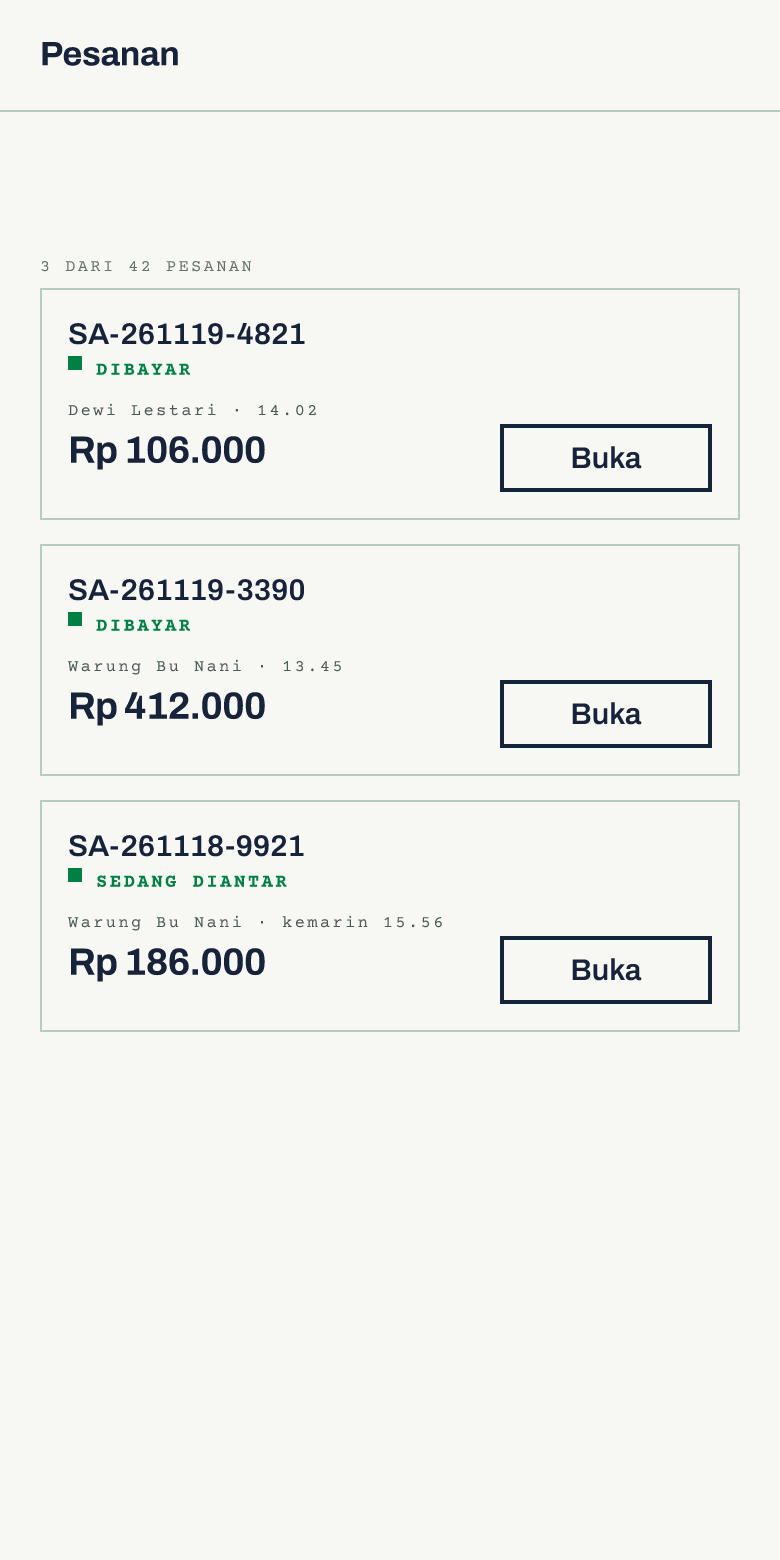 Pesanan
3 DARI 42 PESANAN
SA-261119-4821
DIBAYAR
Dewi Lestari · 14.02
Rp 106.000
Buka
SA-261119-3390
DIBAYAR
Warung Bu Nani · 13.45
Rp 412.000
Buka
SA-261118-9921
SEDANG DIANTAR
Warung Bu Nani · kemarin 15.56
Rp 186.000
Buka